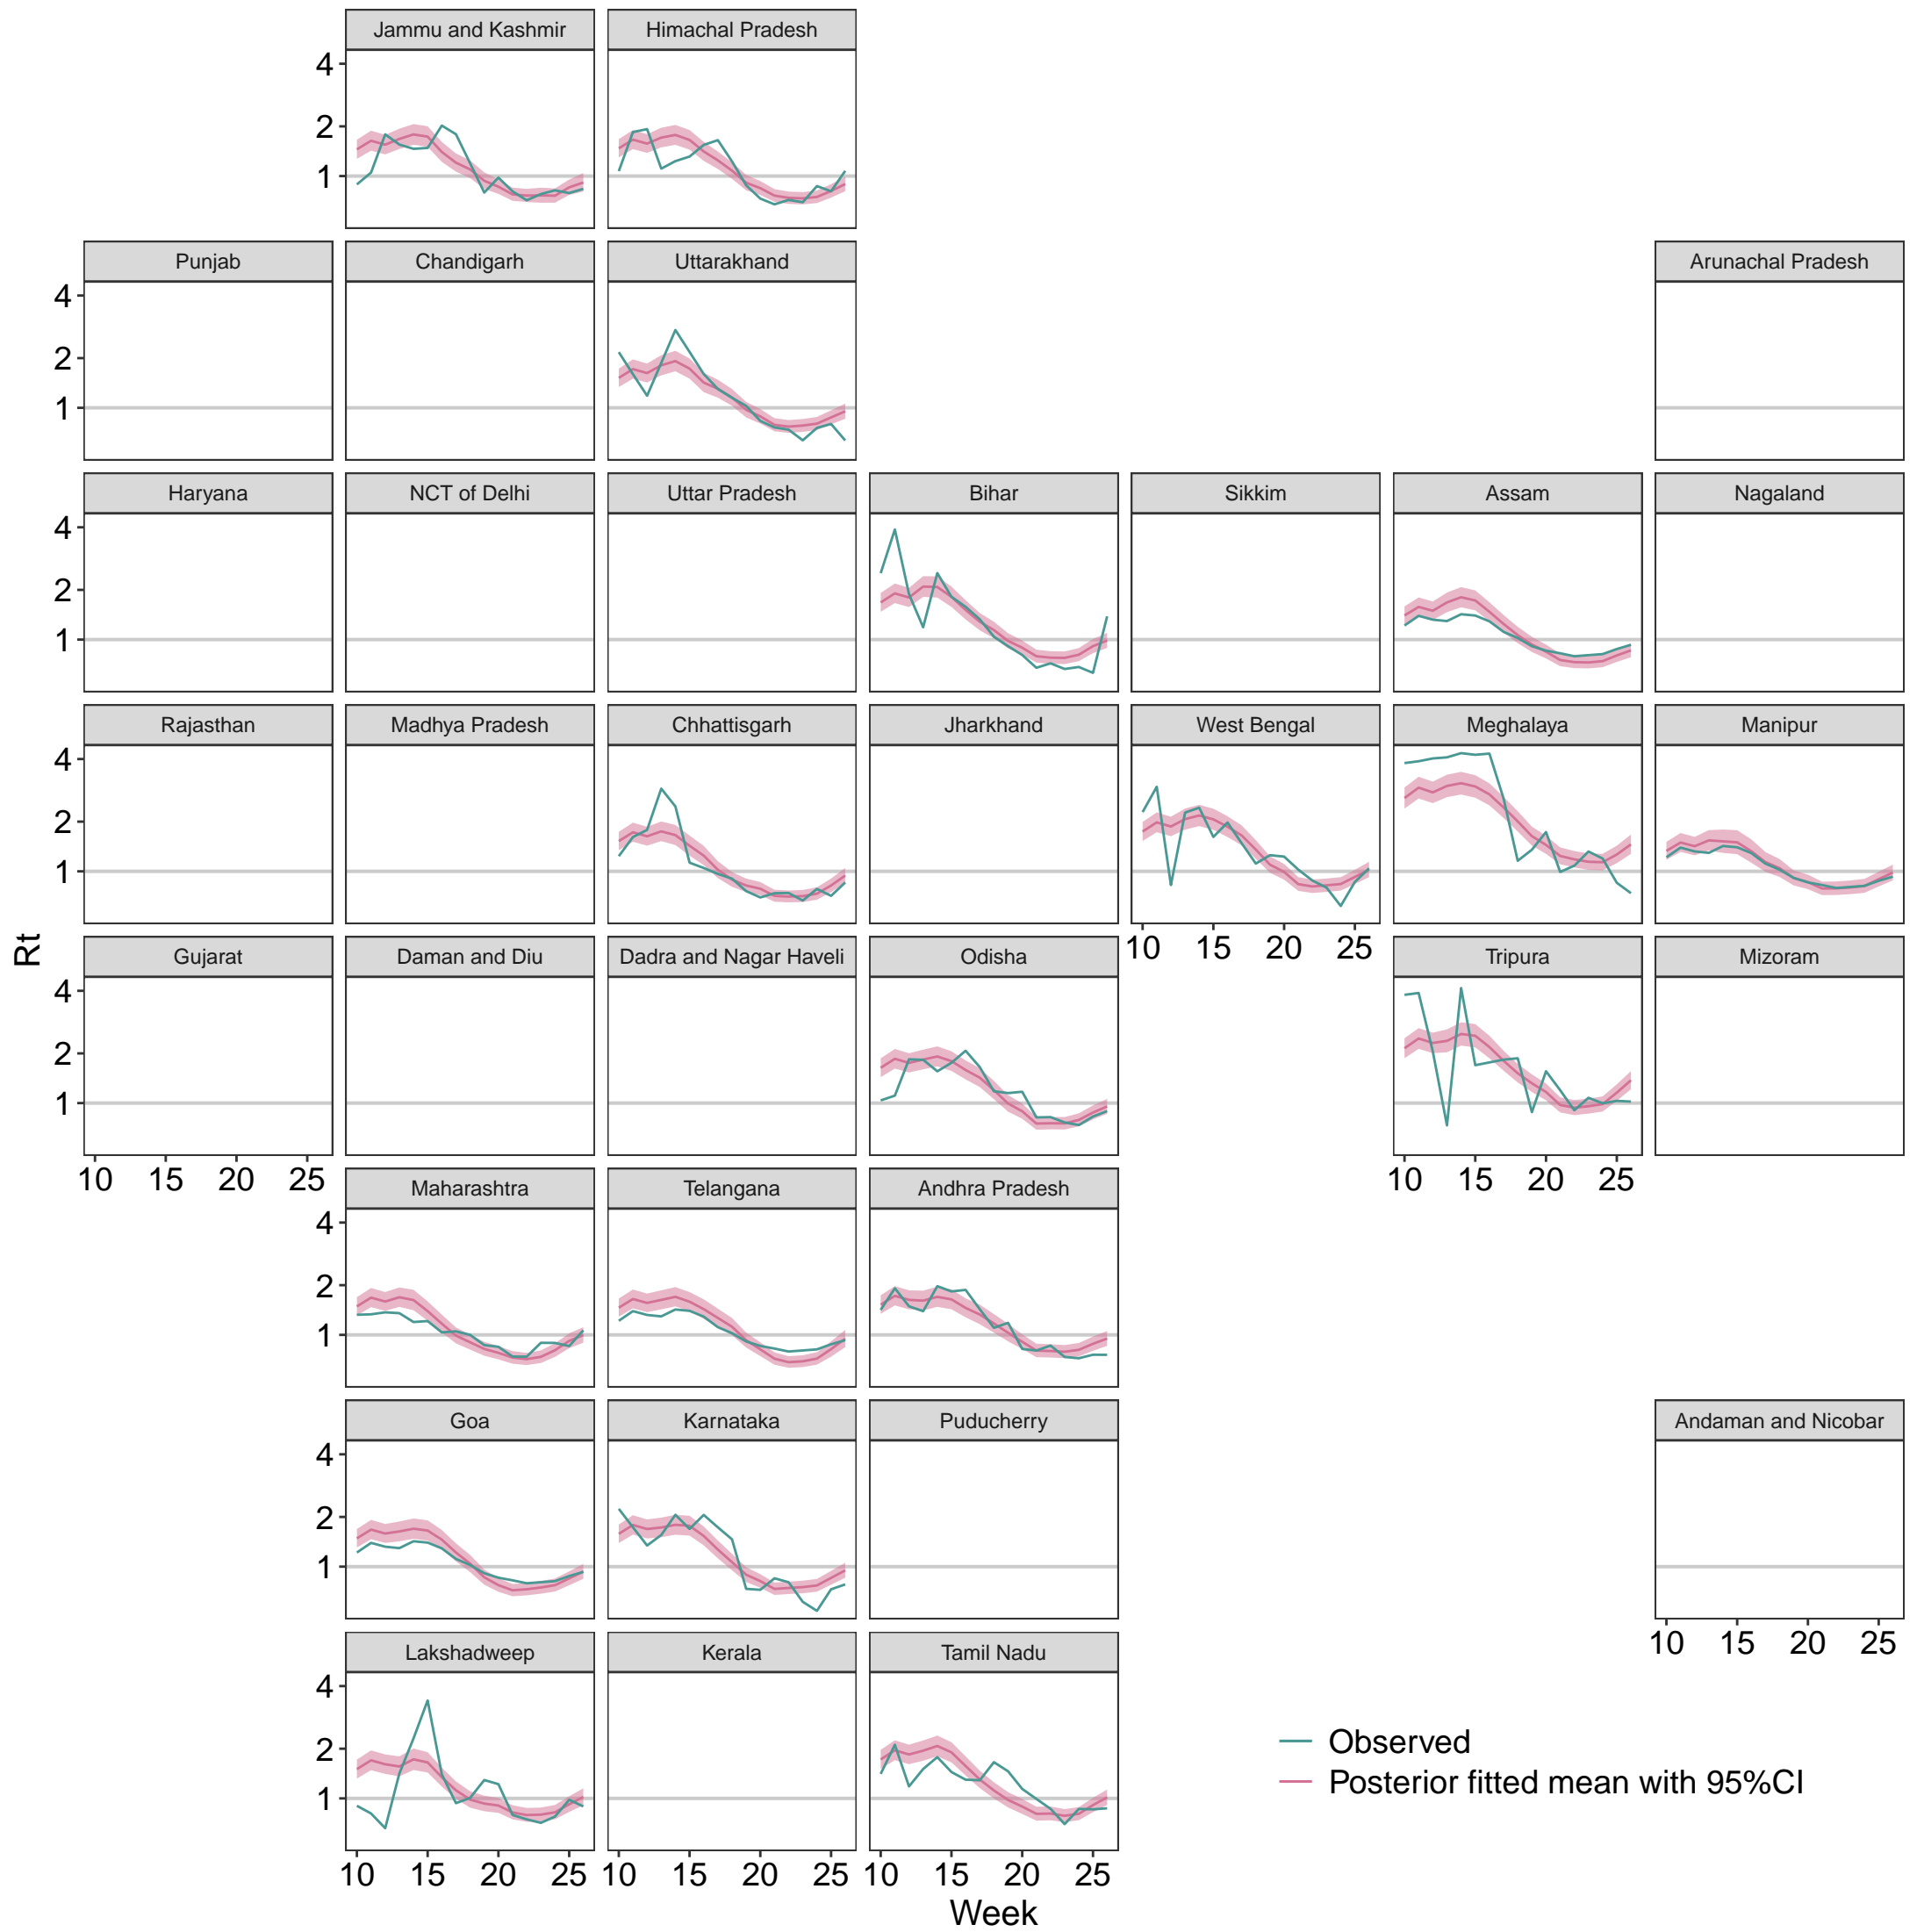 Jammu and Kashmir Himachal Pradesh
4
2
1
Punjab Chandigarh Uttarakhand Arunachal Pradesh
4
2
1
Haryana NCT of Delhi Uttar Pradesh Bihar Sikkim Assam Nagaland
4
2
1
Rajasthan Madhya Pradesh Chhattisgarh Jharkhand West Bengal Meghalaya Manipur
4
2
1
10 15 20 25
Rt
Gujarat Daman and Diu Dadra and Nagar Haveli Odisha Tripura Mizoram
4
2
1
10 15 20 25 10 15 20 25
Maharashtra Telangana Andhra Pradesh
4
2
1
Goa Karnataka Puducherry Andaman and Nicobar
4
2
1
10 15 20 25
Lakshadweep Kerala Tamil Nadu
4
2
1
10 15 20 25 10 15 20 25 10 15 20 25
Week
Observed
Posterior fitted mean with 95%CI